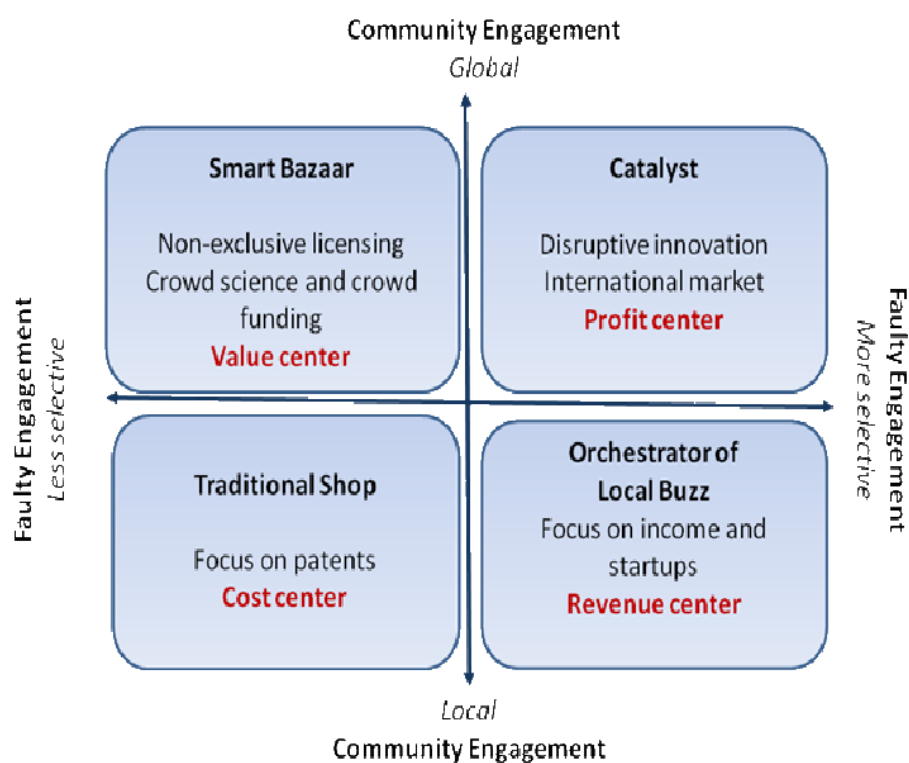 Community Engagement
Global
Smart Bazaar
Non-exclusive licensing
Crowd science and crowd
funding
Value center
Catalyst
Disruptive innovation
International market
Profit center
Faulty Engagement
Less selective
Faulty Engagement
More selective
Traditional Shop
Focus on patents
Cost center
Orchestrator of
Local Buzz
Focus on income and
startups
Revenue center
Local
Community Engagement